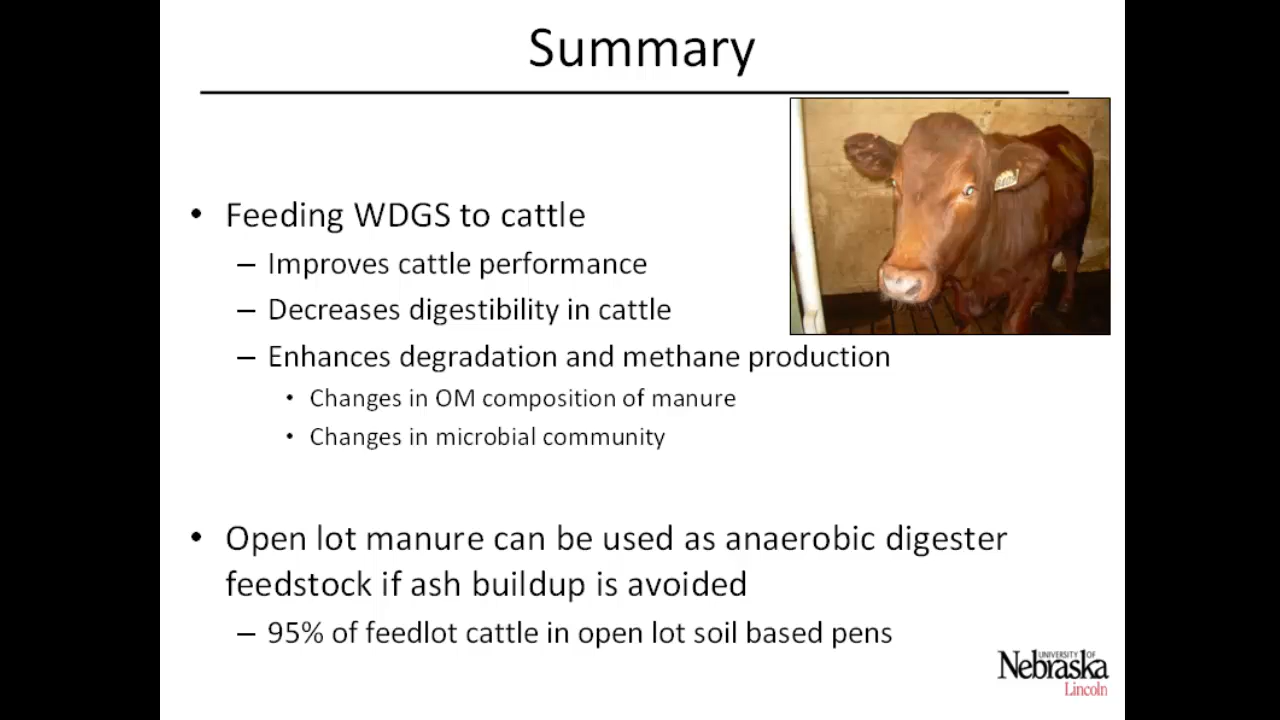 Summary
• Feeding WDGS to cattle
– Improves cattle performance
– Decreases digestibility in cattle
– Enhances degradation and methane production
• Changes in OM composition of manure
• Changes in microbial community
• Open lot manure can be used as anaerobic digester
feedstock if ash buildup is avoided
– 95% of feedlot cattle in open lot soil based pens
UNIVERSITY OF
Nebraska
Lincoln